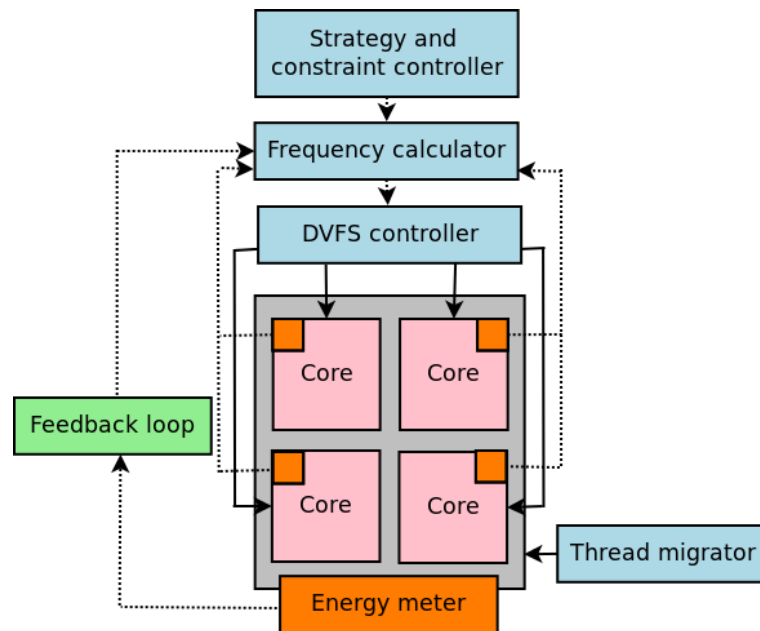 Strategy and
constraint controller
Frequency calculator
DVFS controller
Core
Core
Feedback loop
Core
Core
Thread migrator
Energy meter